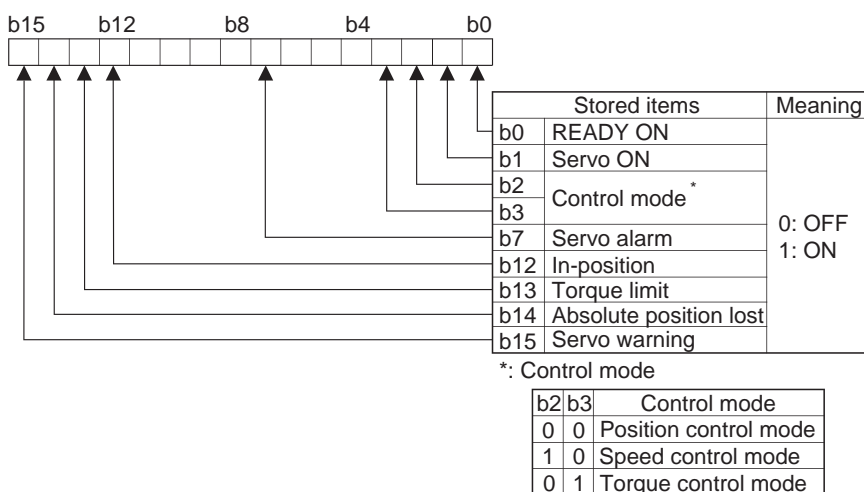 b15 b12 b8 b4 b0
Stored items Meaning
b0 READY ON
b1 Servo ON
b2
Control mode *
b3
b7 Servo alarm
0: OFF
1: ON
b12 In-position
b13 Torque limit
b14 Absolute position lost
b15 Servo warning
*: Control mode
b2 b3 Control mode
0 0 Position control mode
1 0 Speed control mode
0 1 Torque control mode